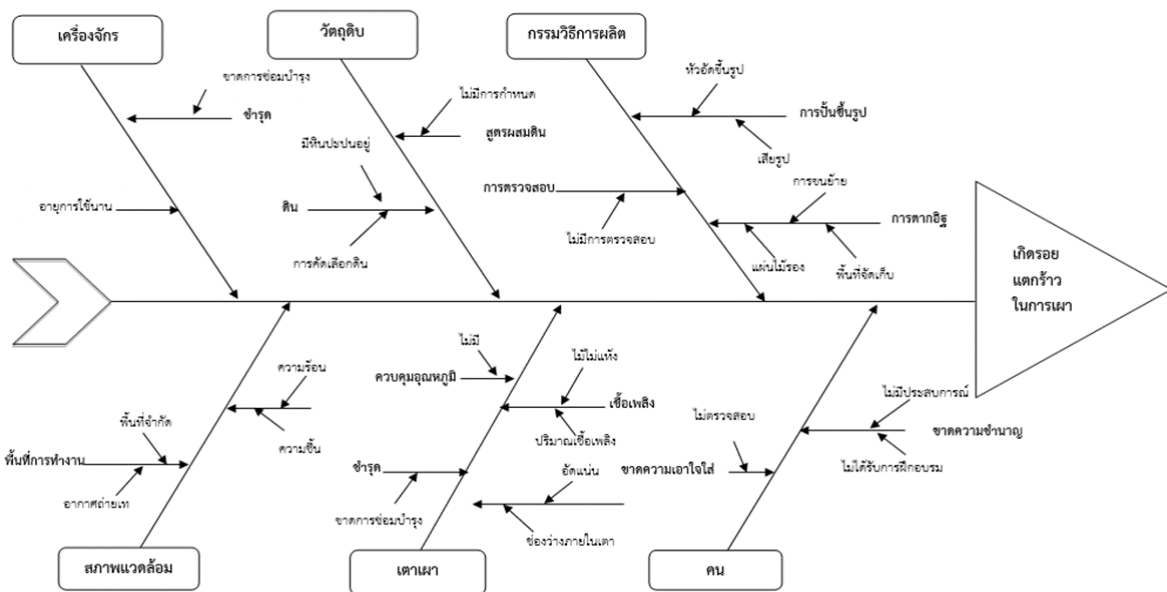 เครื่องจักร
วัตถุดิบ
กรรมวิธีการผลิต
ขาดการซ่อมบำรุง
ชำรุด
อายุการใช้นาน
ไม่มีการกำหนด
สูตรผสมดิน
มีหินปะปนอยู่
ดิน
การคัดเลือกดิน
หัวอัดขึ้นรูป
การปั้นขึ้นรูป
เสียรูป
การตรวจสอบ
ไม่มีการตรวจสอบ
การขนย้าย
การตากอิฐ
แผ่นไม้รอง
พื้นที่จัดเก็บ
เกิดรอย
แตกร้าว
ในการเผา
ความร้อน
ความชื้น
พื้นที่จำกัด
พื้นที่การทำงาน
อากาศถ่ายเท
ไม่มี
ควบคุมอุณหภูมิ
ไม้ไม่แห้ง
เชื้อเพลิง
ปริมาณเชื้อเพลิง
ชำรุด
ขาดการซ่อมบำรุง
อัดแน่น
ช่องว่างภายในเตา
ไม่ตรวจสอบ
ขาดความเอาใจใส่
ไม่มีประสบการณ์
ขาดความชำนาญ
ไม่ได้รับการฝึกอบรม
สภาพแวดล้อม
เตาเผา
คน